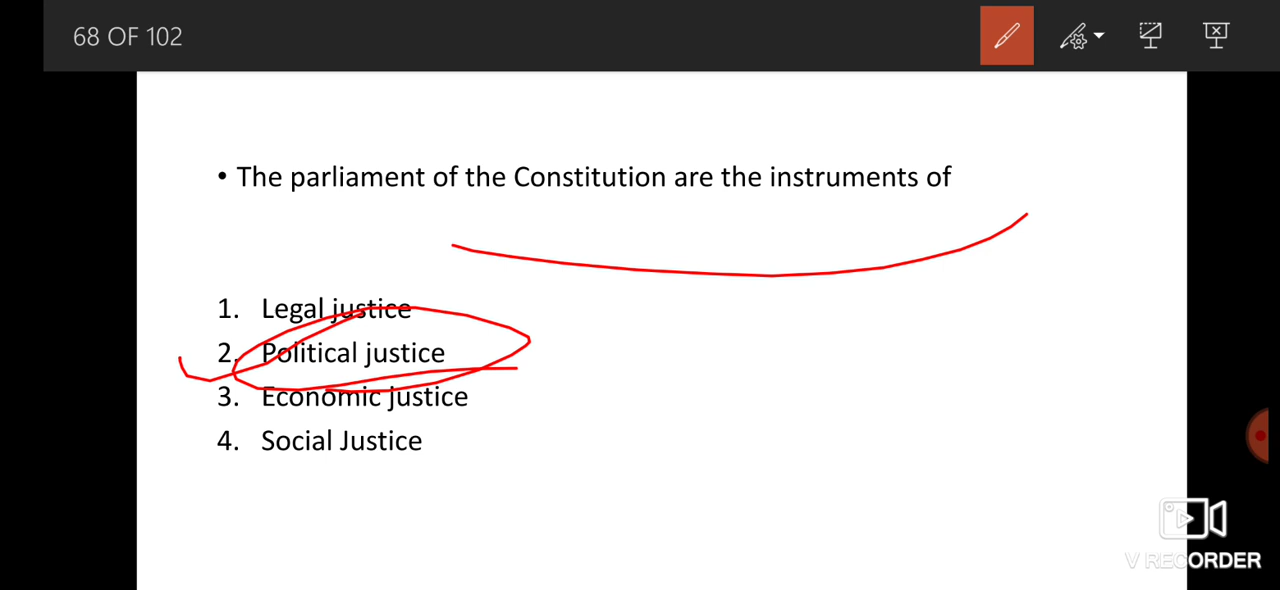 68 OF 102
• The parliament of the Constitution are the instruments of
1. Legal justice
2. Political justice
3. Economic justice
4. Social Justice
V RECORDER